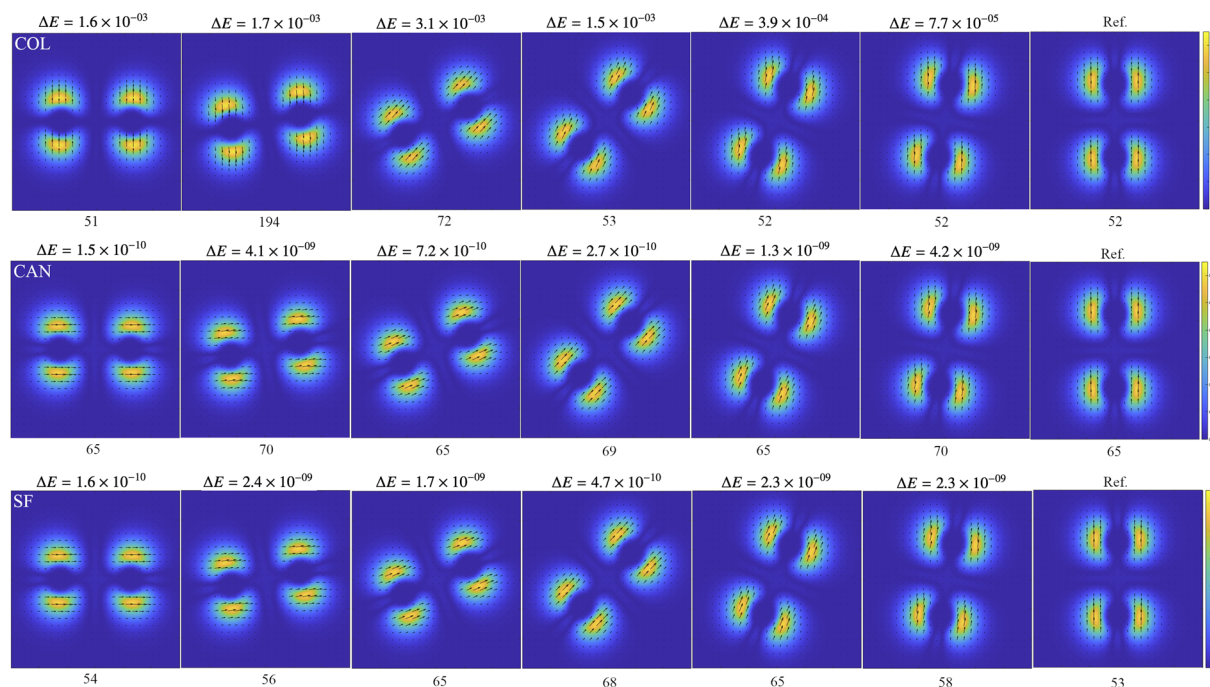 ΔE = 1.6 × 10⁻⁰³ ΔE = 1.7 × 10⁻⁰³ ΔE = 3.1 × 10⁻⁰³ ΔE = 1.5 × 10⁻⁰³ ΔE = 3.9 × 10⁻⁰⁴ ΔE = 7.7 × 10⁻⁰⁵ Ref.
COL
51 194 72 53 52 52 52
ΔE = 1.5 × 10⁻¹⁰ ΔE = 4.1 × 10⁻⁰⁹ ΔE = 7.2 × 10⁻¹⁰ ΔE = 2.7 × 10⁻¹⁰ ΔE = 1.3 × 10⁻⁰⁹ ΔE = 4.2 × 10⁻⁰⁹ Ref.
CAN
65 70 65 69 65 70 65
ΔE = 1.6 × 10⁻¹⁰ ΔE = 2.4 × 10⁻⁰⁹ ΔE = 1.7 × 10⁻⁰⁹ ΔE = 4.7 × 10⁻¹⁰ ΔE = 2.3 × 10⁻⁰⁹ ΔE = 2.3 × 10⁻⁰⁹ Ref.
SF
54 56 65 68 65 58 53